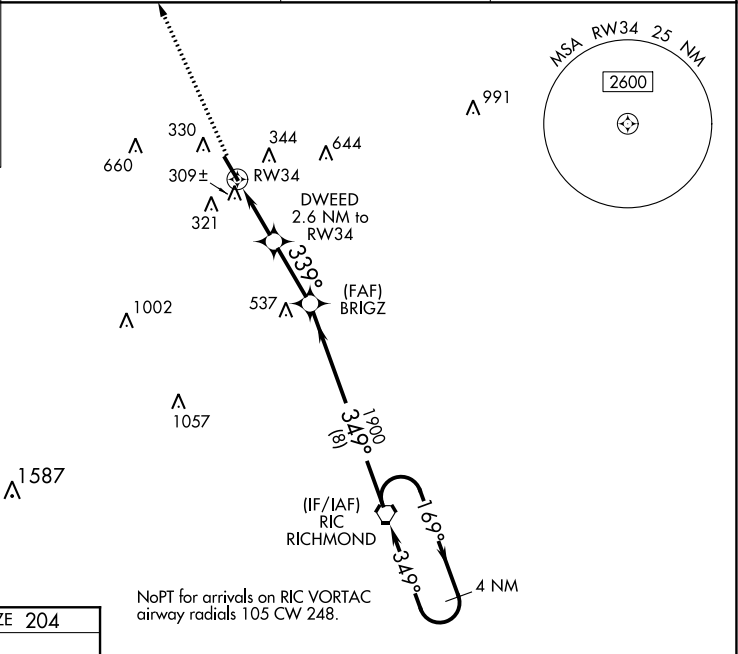 MSA RW34 25 NM
2600
991
330
344
644
660
309±
RW34
321
DWEED
2.6 NM to
RW34
339°
(FAF)
BRIGZ
537
1002
1057
1900
349°
(8)
1587
(IF/IAF)
RIC
RICHMOND
169°
349°
4 NM
NoPT for arrivals on RIC VORTAC
airway radials 105 CW 248.
ZE 204